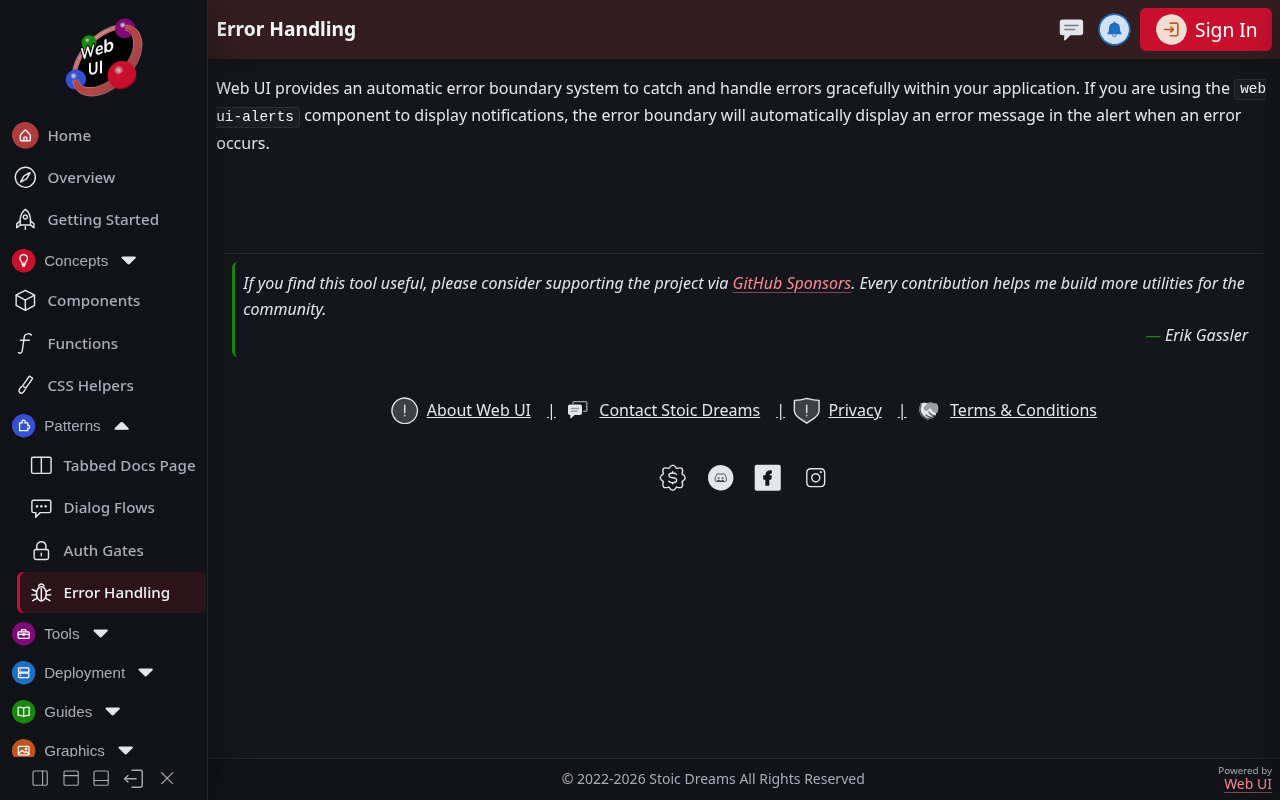 Web
UI
Home
Overview
Getting Started
Concepts
Components
Functions
CSS Helpers
Patterns
Tabbed Docs Page
Dialog Flows
Auth Gates
Error Handling
Tools
Deployment
Guides
Graphics
Error Handling
Sign In
Web UI provides an automatic error boundary system to catch and handle errors gracefully within your application. If you are using the web
ui-alerts component to display notifications, the error boundary will automatically display an error message in the alert when an error
occurs.
If you find this tool useful, please consider supporting the project via GitHub Sponsors. Every contribution helps me build more utilities for the
community.
— Erik Gassler
About Web UI | Contact Stoic Dreams | Privacy | Terms & Conditions
© 2022-2026 Stoic Dreams All Rights Reserved
Powered by
Web UI